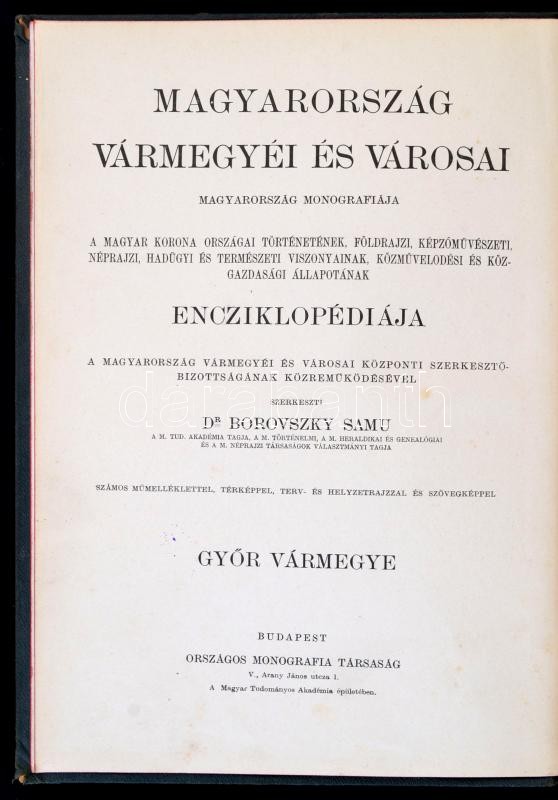 MAGYARORSZÁG
VÁRMEGYÉI ÉS VÁROSAI
MAGYARORSZÁG MONOGRAFIÁJA
A MAGYAR KORONA ORSZÁGAI TÖRTÉNETÉNEK, FÖLDRAJZI, KÉPZŐMŰVÉSZETI,
NÉPRAJZI, HADÜGYI ÉS TERMÉSZETI VISZONYAINAK, KÖZMŰVELODÉSI ÉS KÖZ-
GAZDASÁGI ÁLLAPOTÁNAK
ENCZIKLOPÉDIÁJA
A MAGYARORSZÁG VÁRMEGYÉI ÉS VÁROSAI KÖZPONTI SZERKESZTŐ-
BIZOTTSÁGÁNAK KÖZREMŰKÖDÉSÉVEL
SZERKESZTI
DR BOROVSZKY SAMU
A M. TUD. AKADÉMIA TAGJA, A M. TÖRTÉNELMI, A M. HERALDIKAI ÉS GENEALÓGIAI
ÉS A M. NÉPRAJZI TÁRSASÁGOK VÁLASZTMÁNYI TAGJA
SZÁMOS MŰMELLÉKLETTEL, TÉRKÉPPEL, TERV- ÉS HELYZETRAJZZAL ÉS SZÖVEGKÉPPEL
GYŐR VÁRMEGYE
BUDAPEST
ORSZÁGOS MONOGRAFIA TÁRSASÁG
V., Arany János utcza 1.
A Magyar Tudományos Akadémia épületében.
darabanth